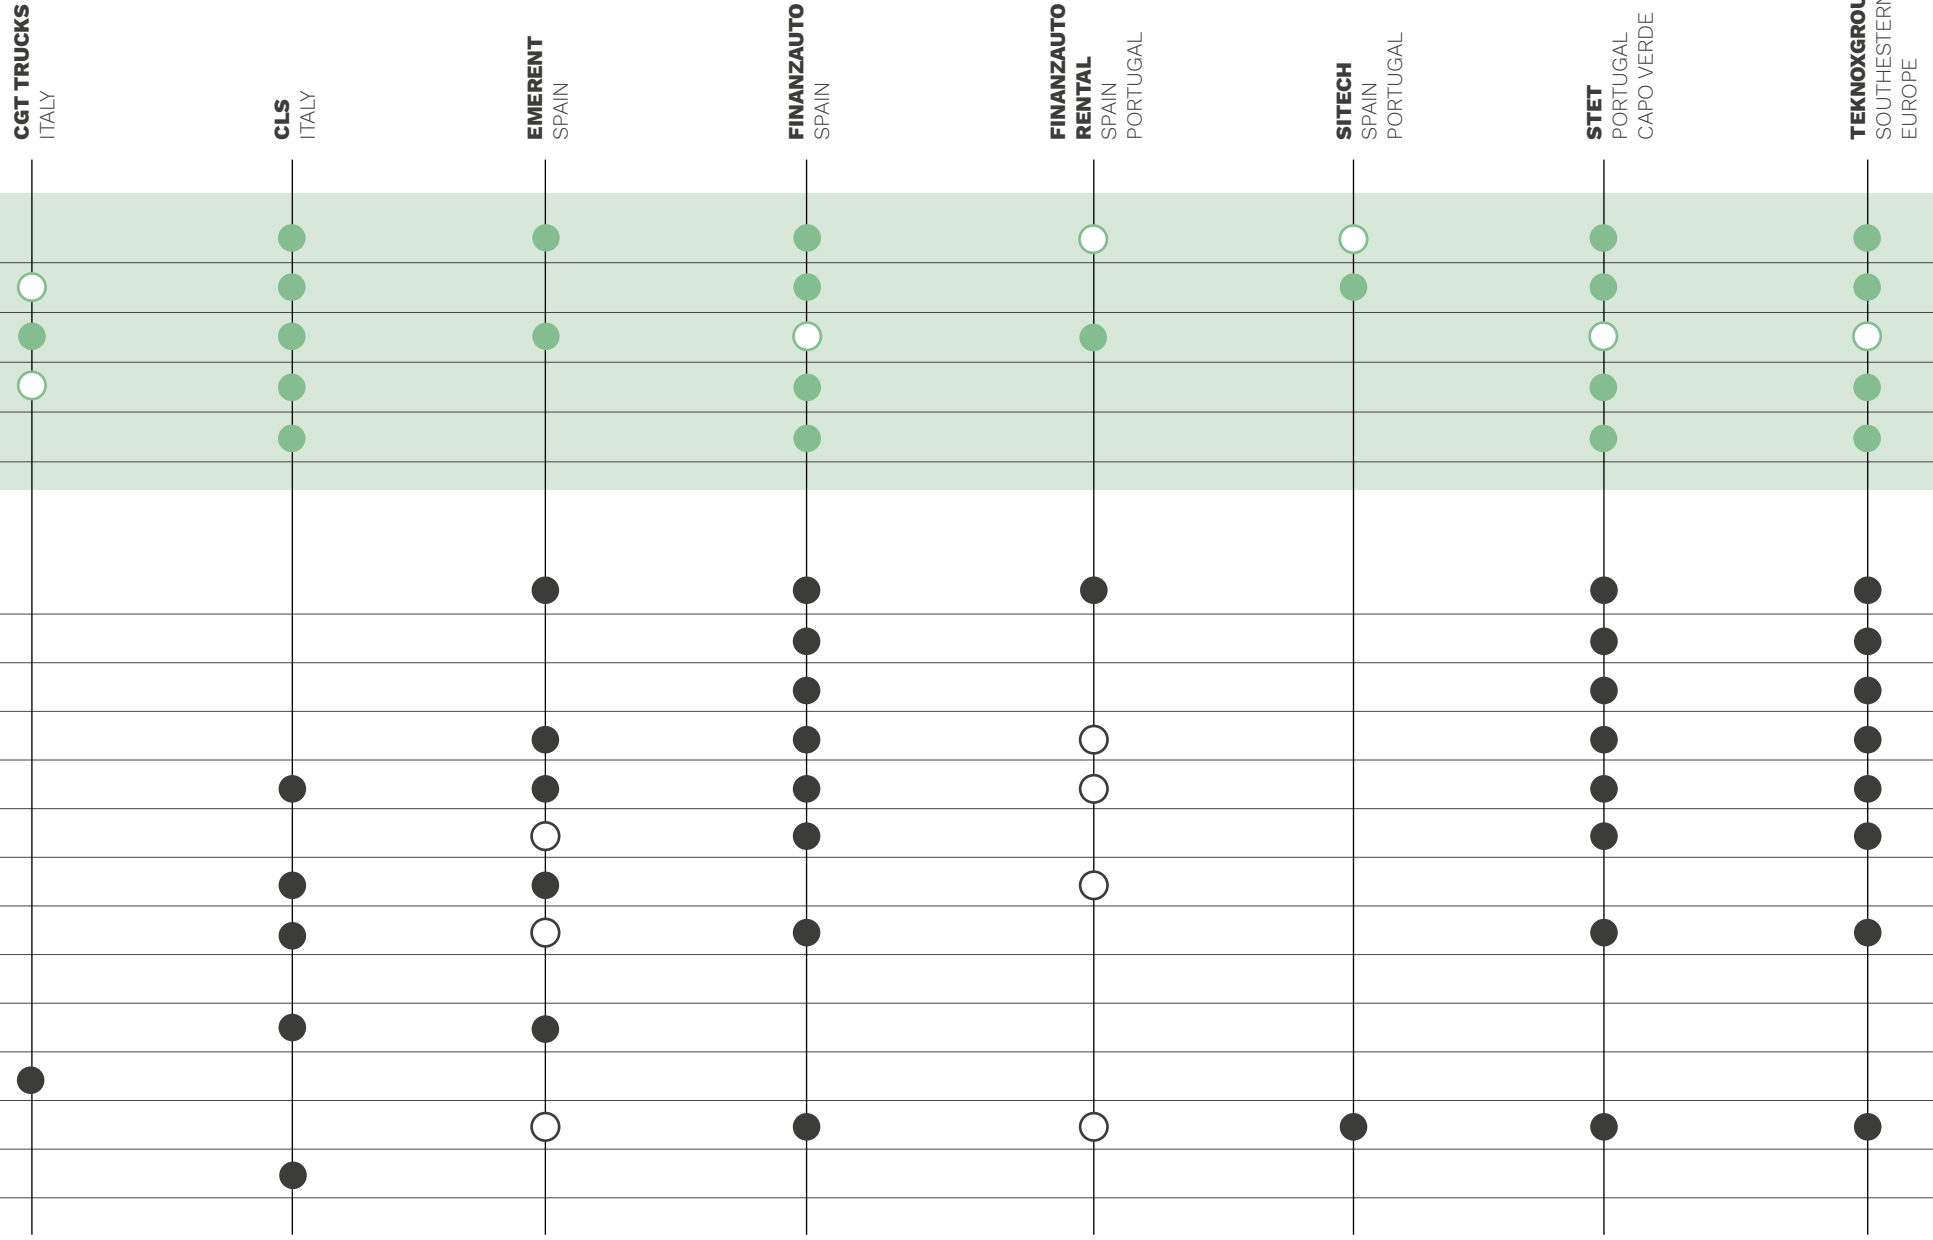 CGT TRUCKS
ITALY
CLS
ITALY
EMERENT
SPAIN
FINANZAUTO
SPAIN
FINANZAUTO
RENTAL
SPAIN
PORTUGAL
SITECH
SPAIN
PORTUGAL
STET
PORTUGAL
CAPO VERDE
TEKNOXGROU
SOUTHESTERN
EUROPE